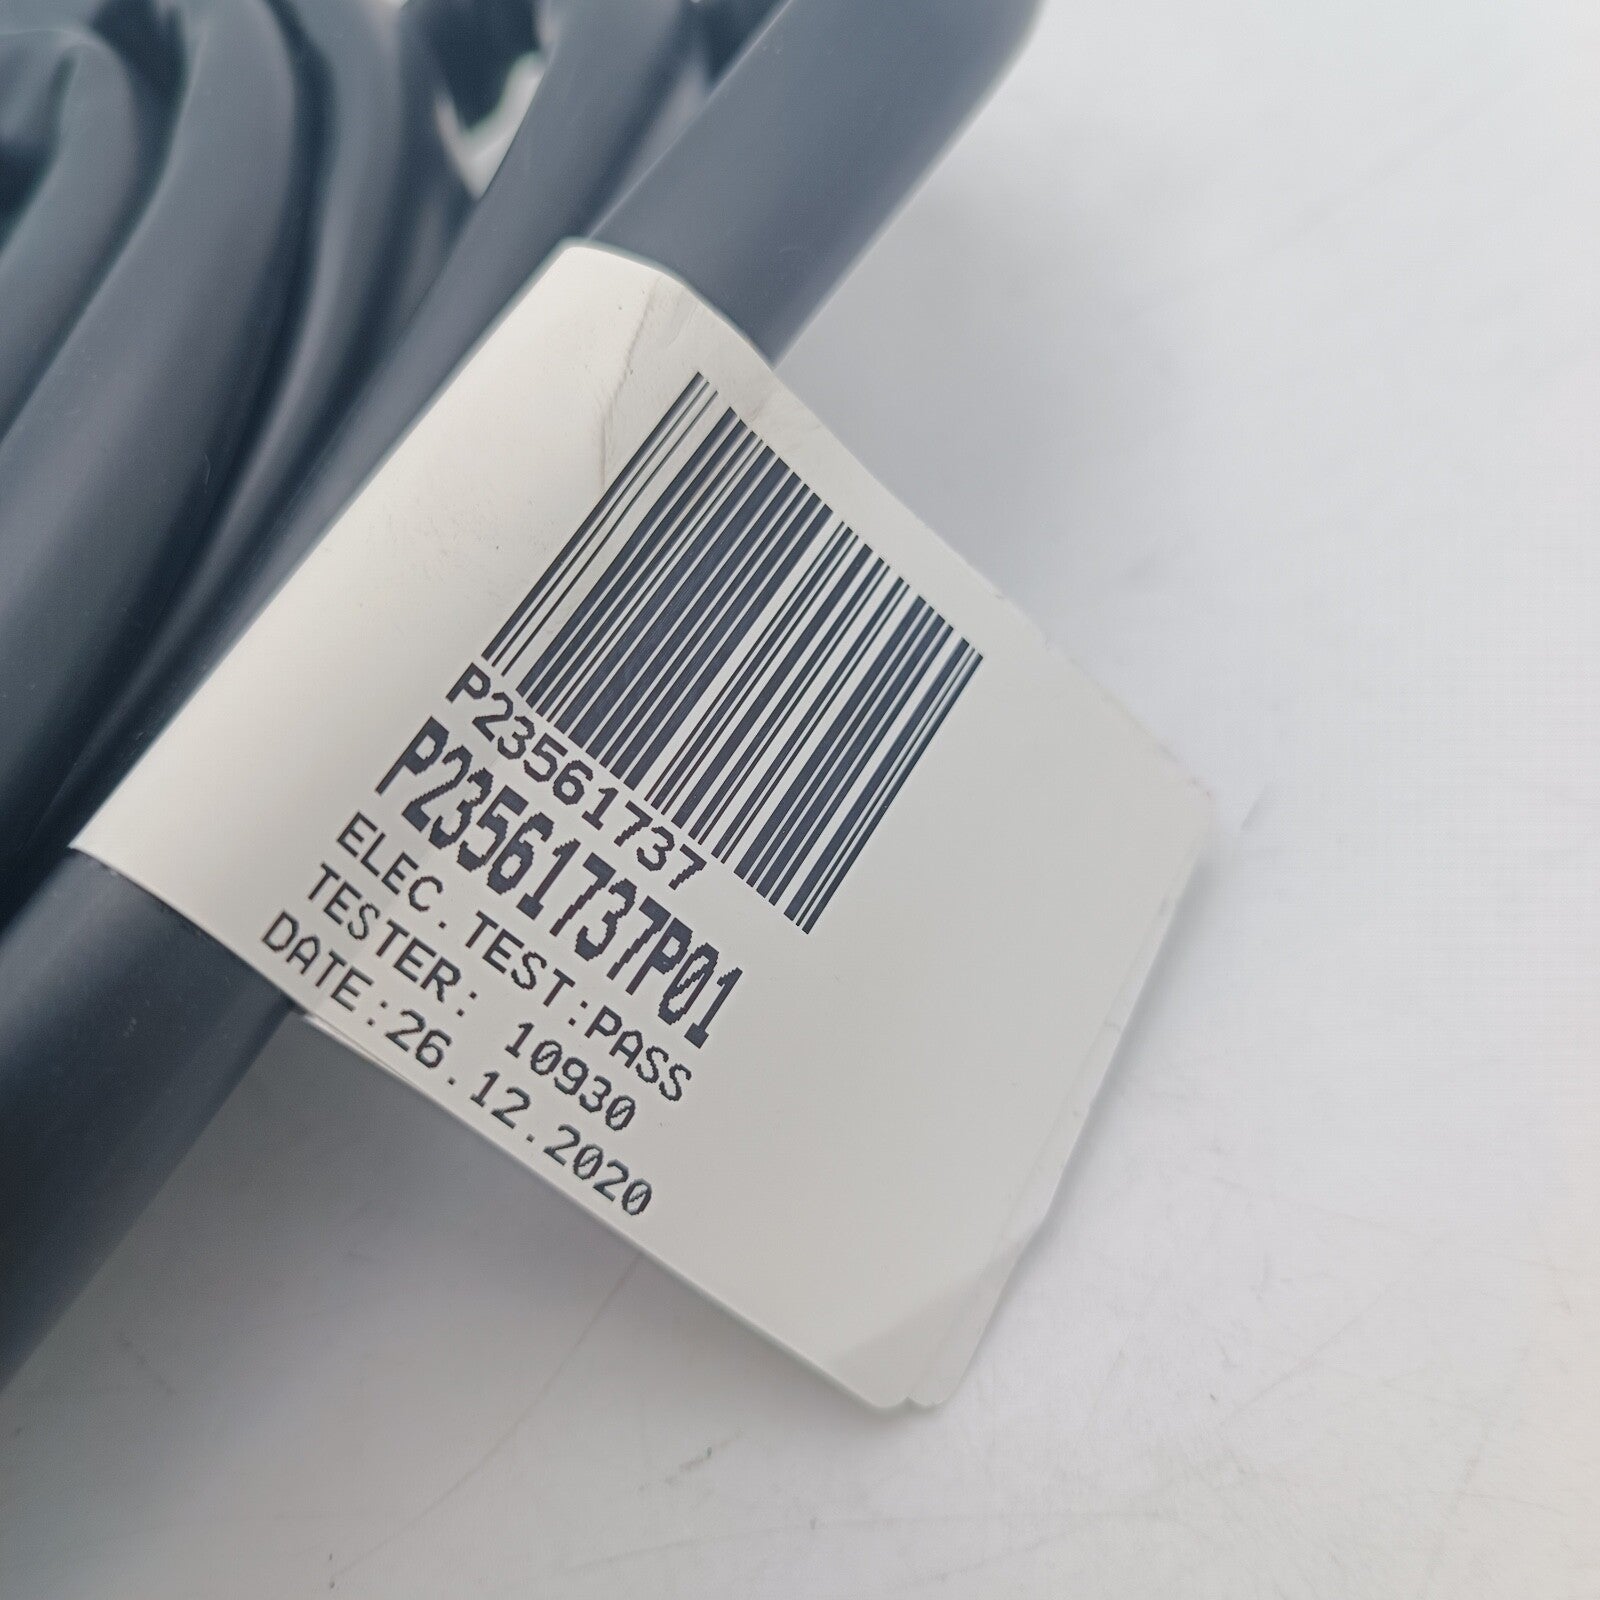 P23561737
P23561737P01
ELEC.TEST:PASS
TESTER: 10930
DATE:26.12.2020